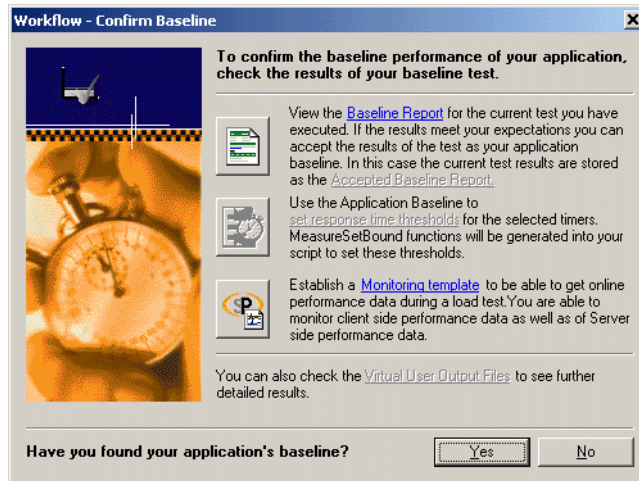 Workflow - Confirm Baseline
To confirm the baseline performance of your application,
check the results of your baseline test.
View the Baseline Report for the current test you have
executed. If the results meet your expectations you can
accept the results of the test as your application
baseline. In this case the current test results are stored
as the Accepted Baseline Report.
Use the Application Baseline to
set response time thresholds for the selected timers.
MeasureSetBound functions will be generated into your
script to set these thresholds.
Establish a Monitoring template to be able to get online
performance data during a load test.You are able to
monitor client side performance data as well as of Server
side performance data.
You can also check the Virtual User Output Files to see further
detailed results.
Have you found your application's baseline?
Yes
No